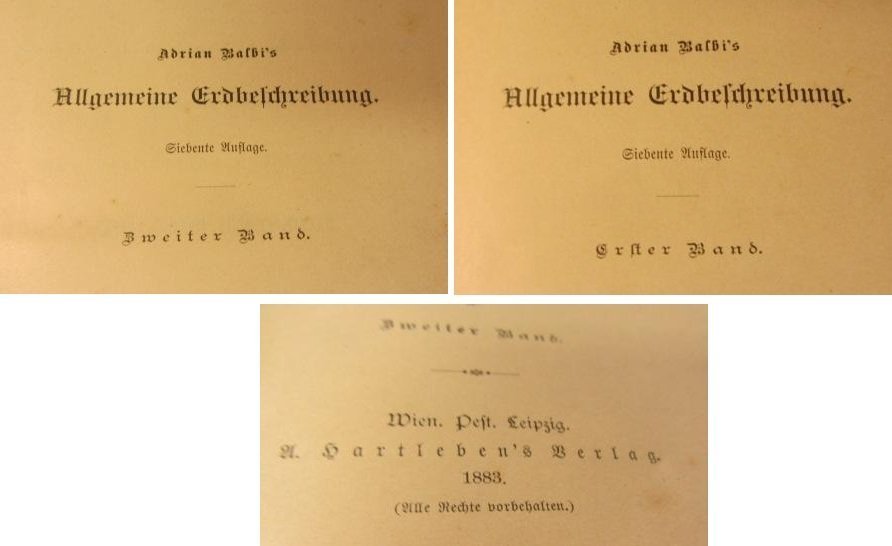 Adrian Balbi's
Allgemeine Erdbeschreibung.
Siebente Auflage.
Zweiter Band.
Adrian Balbi's
Allgemeine Erdbeschreibung.
Siebente Auflage.
Erster Band.
Zweiter Band.
Wien. Pest. Leipzig.
A. Hartleben's Verlag.
1883.
(Alle Rechte vorbehalten.)